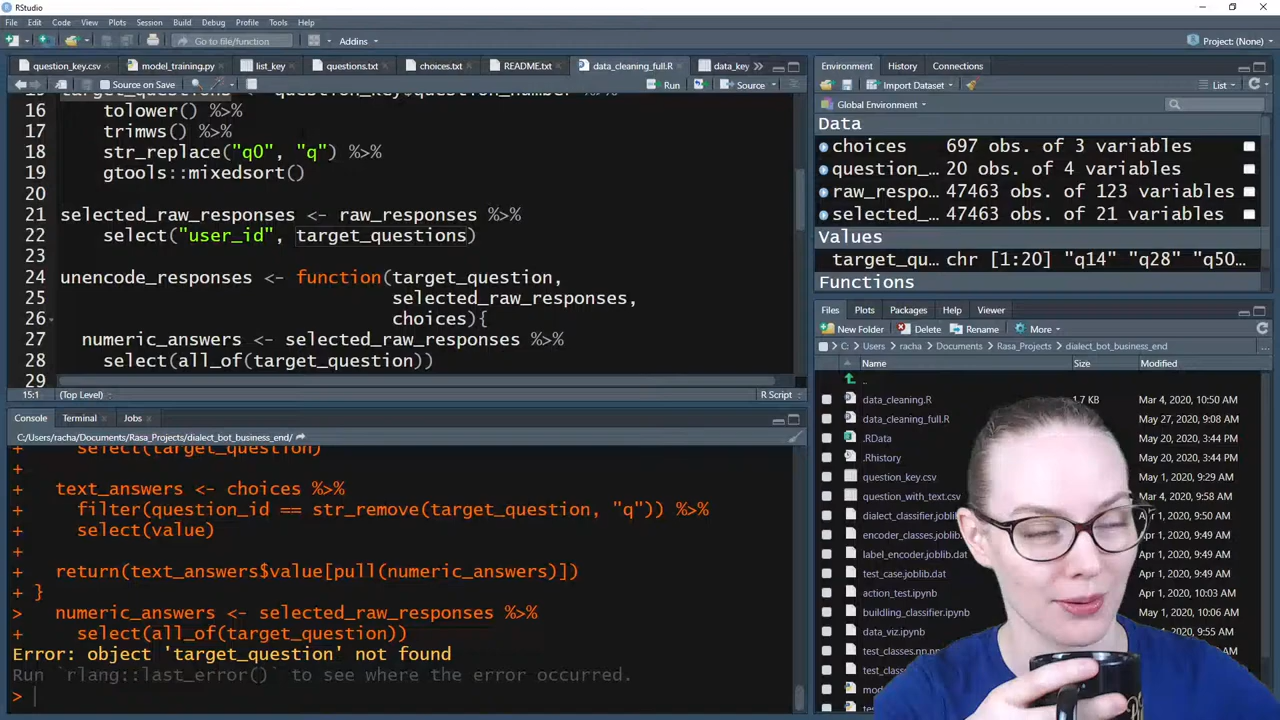 RStudio
File Edit Code View Plots Session Build Debug Profile Tools Help
Go to file/function
Addins
Project: (None)
question_key.csv
model_training.py
list_key
questions.txt
choices.txt
README.txt
data_cleaning_full.R
data_key
Source on Save
Run
Source
16 tolower() %>%
17 trimws() %>%
18 str_replace("q0", "q") %>%
19 gtools::mixedsort()
20
21 selected_raw_responses <- raw_responses %>%
22 select("user_id", target_questions)
23
24 unencode_responses <- function(target_question,
25 selected_raw_responses,
26 choices){
27 numeric_answers <- selected_raw_responses %>%
28 select(all_of(target_question))
29
15:1 (Top Level) R Script
Console Terminal Jobs
C:/Users/racha/Documents/Rasa_Projects/dialect_bot_business_end/
+ select(target_question)
+
+ text_answers <- choices %>%
+ filter(question_id == str_remove(target_question, "q")) %>%
+ select(value)
+
+ return(text_answers$value[pull(numeric_answers)])
+ }
> numeric_answers <- selected_raw_responses %>%
+ select(all_of(target_question))
Error: object 'target_question' not found
Run `rlang::last_error()` to see where the error occurred.
>
Environment History Connections
Import Dataset
List
Global Environment
Data
choices 697 obs. of 3 variables
question_… 20 obs. of 4 variables
raw_respo… 47463 obs. of 123 variables
selected_… 47463 obs. of 21 variables
Values
target_qu… chr [1:20] "q14" "q28" "q50…
Functions
Files Plots Packages Help Viewer
New Folder Delete Rename More
C: Users racha Documents Rasa_Projects dialect_bot_business_end
Name Size Modified
..
data_cleaning.R 1.7 KB Mar 4, 2020, 10:50 AM
data_cleaning_full.R May 27, 2020, 9:08 AM
.RData May 20, 2020, 3:44 PM
.Rhistory May 20, 2020, 3:44 PM
question_key.csv May 1, 2020, 9:29 AM
question_with_text.csv Mar 4, 2020, 9:58 AM
dialect_classifier.joblib Apr 1, 2020, 9:50 AM
encoder_classes.joblib Apr 1, 2020, 9:49 AM
label_encoder.joblib.dat Apr 1, 2020, 9:49 AM
test_case.joblib.dat Apr 1, 2020, 9:49 AM
action_test.ipynb Apr 1, 2020, 10:03 AM
buildling_classifier.ipynb May 1, 2020, 10:06 AM
data_viz.ipynb 9:55 AM
test_classes.nn
test_class